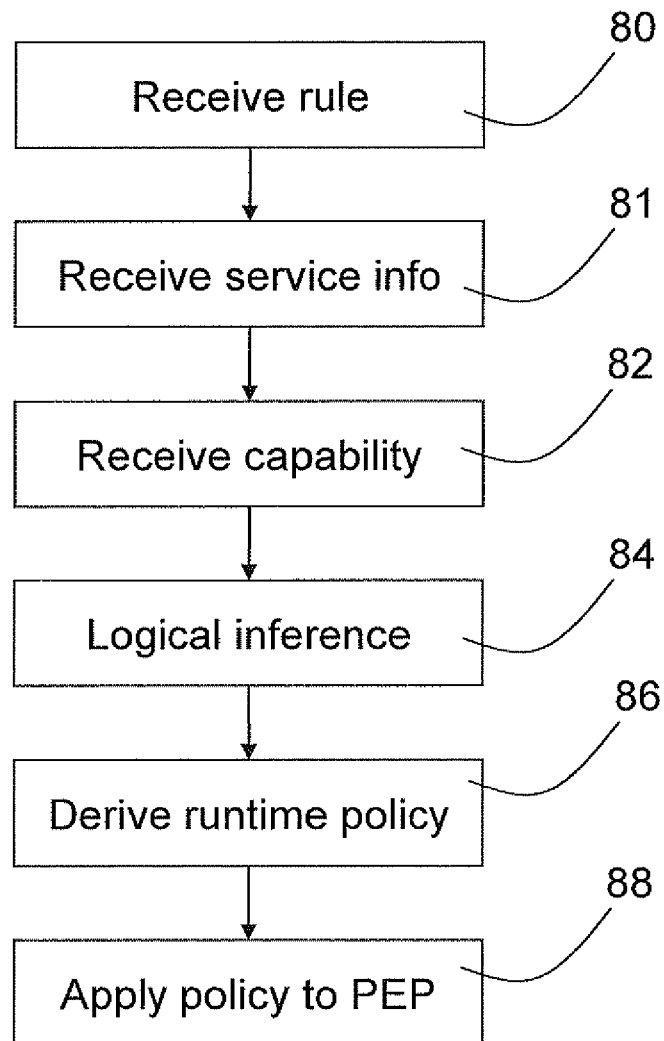 80
Receive rule
81
Receive service info
82
Receive capability
84
Logical inference
86
Derive runtime policy
88
Apply policy to PEP